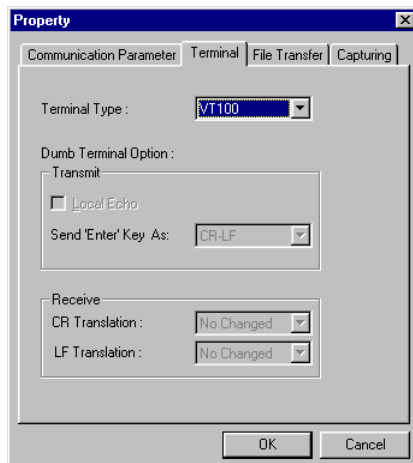 Property
Communication Parameter Terminal File Transfer Capturing
Terminal Type : VT100
Dumb Terminal Option :
Transmit
Local Echo
Send 'Enter' Key As: CR-LF
Receive
CR Translation : No Changed
LF Translation : No Changed
OK Cancel